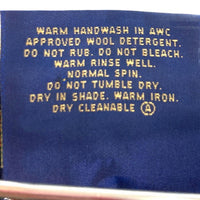 WARM HANDWASH IN AWC
APPROVED WOOL DETERGENT.
DO NOT RUB. DO NOT BLEACH.
WARM RINSE WELL.
NORMAL SPIN.
DO NOT TUMBLE DRY.
DRY IN SHADE. WARM IRON.
DRY CLEANABLE Ⓐ